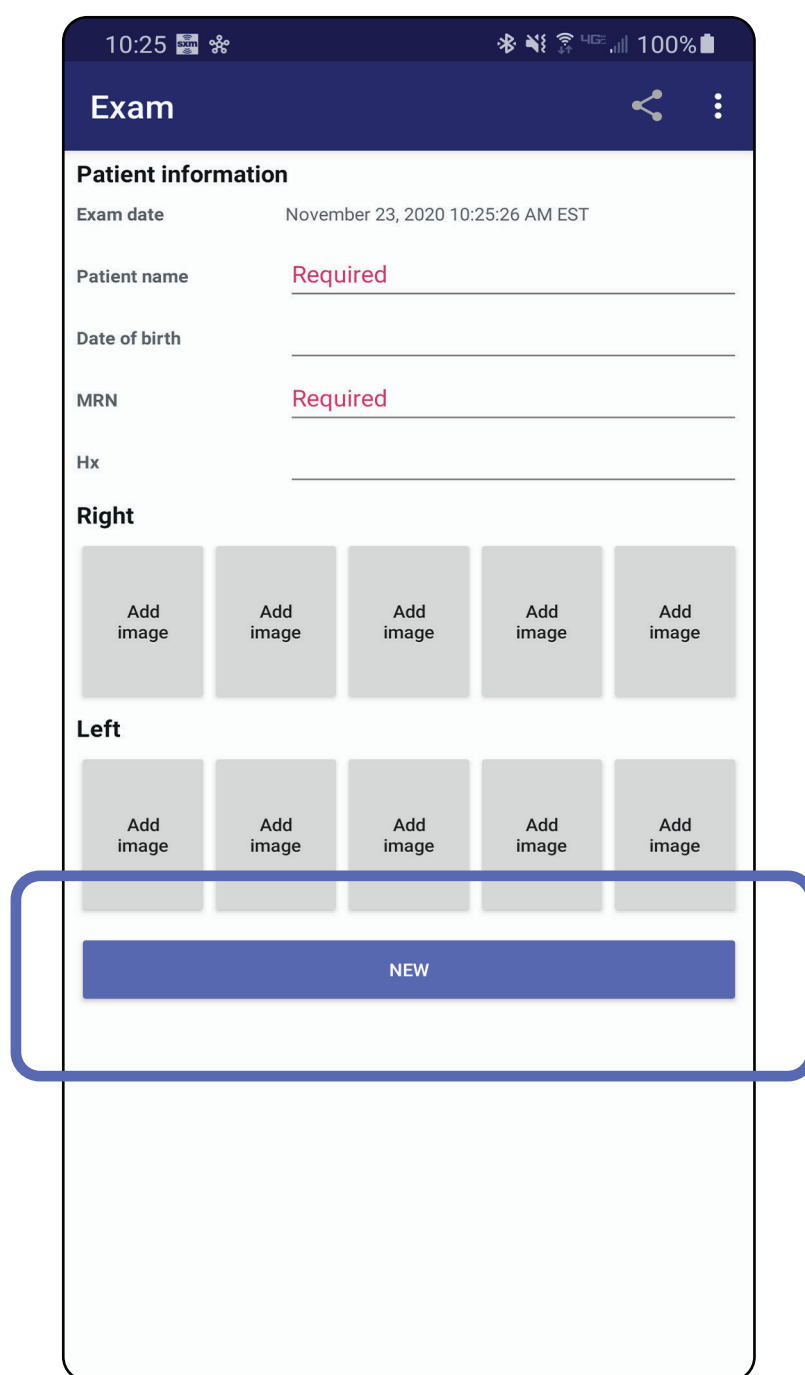 10:25 sxm 4GE 100%
Exam
Patient information
Exam date November 23, 2020 10:25:26 AM EST
Patient name Required
Date of birth
MRN Required
Hx
Right
Add image Add image Add image Add image Add image
Left
Add image Add image Add image Add image Add image
NEW